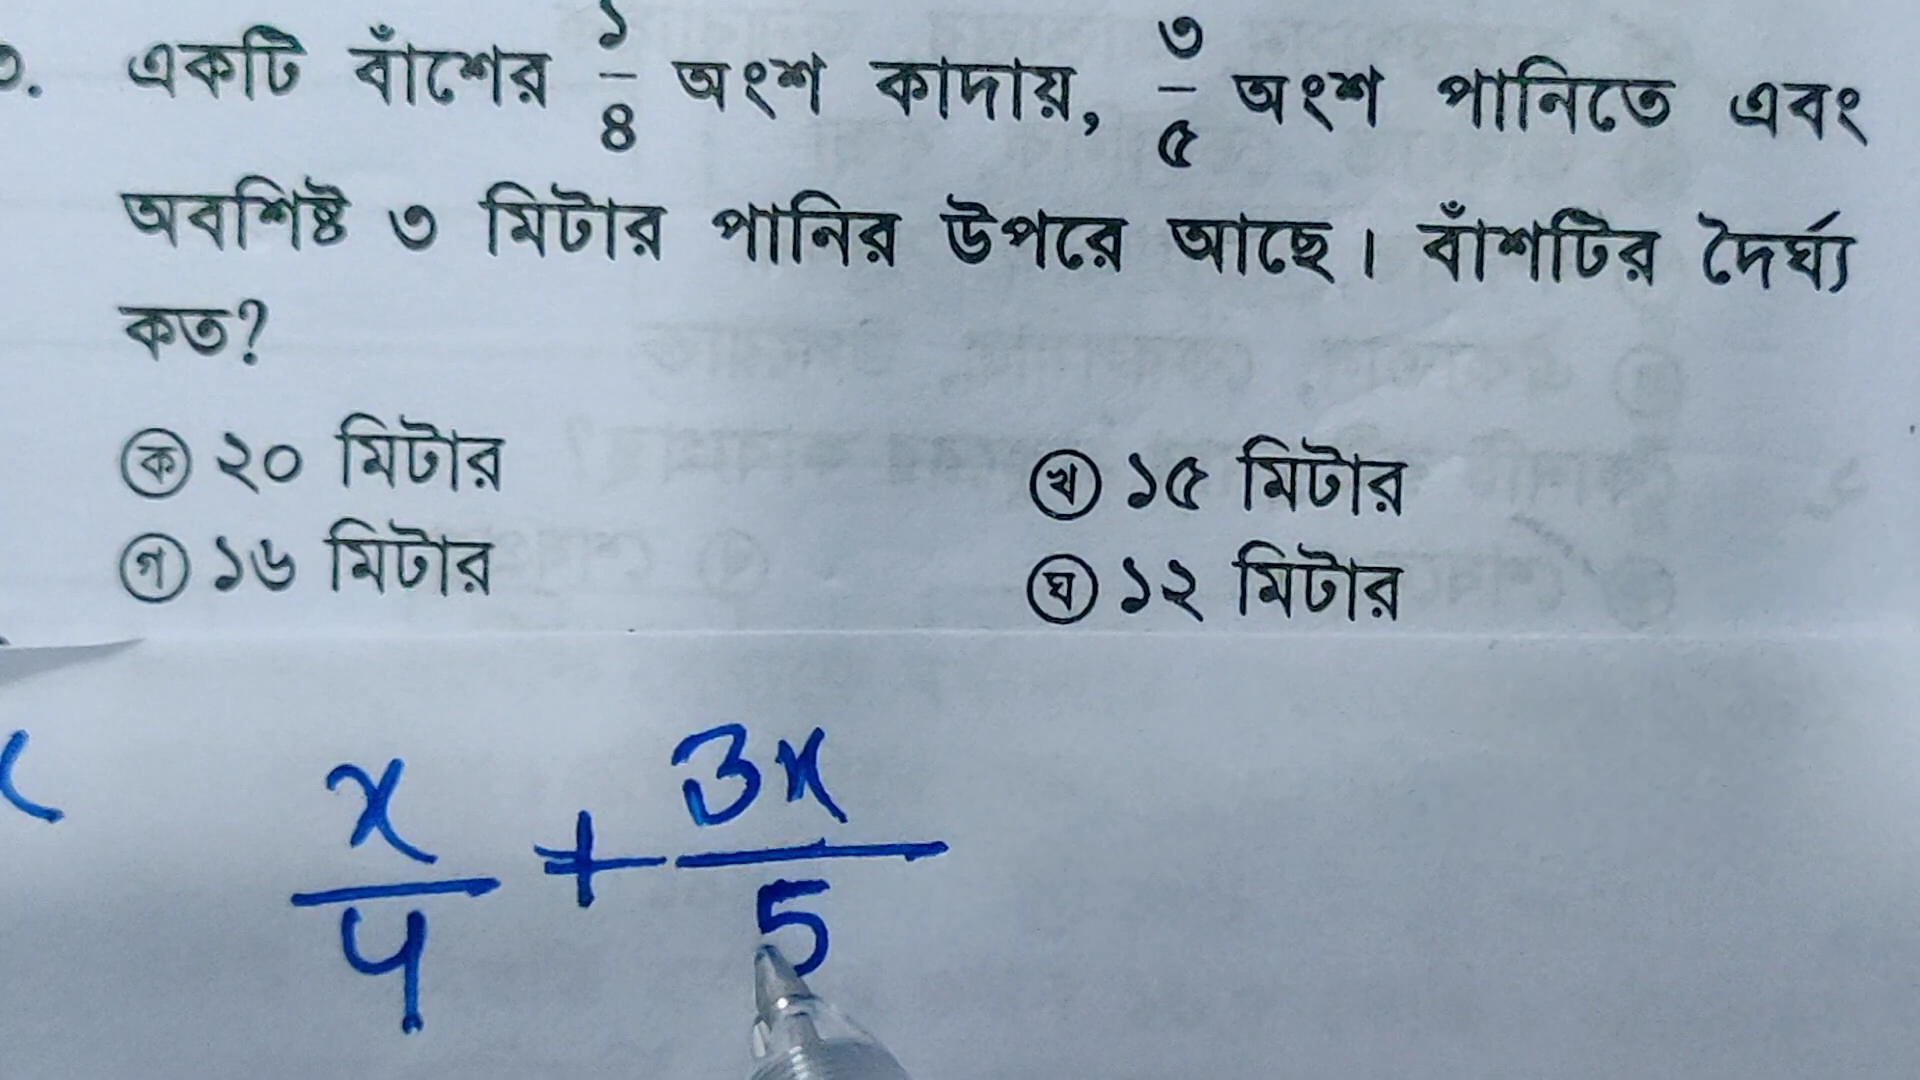 একটি বাঁশের ১/৪ অংশ কাদায়, ৩/৫ অংশ পানিতে এবং
অবশিষ্ট ৩ মিটার পানির উপরে আছে। বাঁশটির দৈর্ঘ্য
কত?
ক ২০ মিটার খ ১৫ মিটার
গ ১৬ মিটার ঘ ১২ মিটার
x/4 + 3x/5